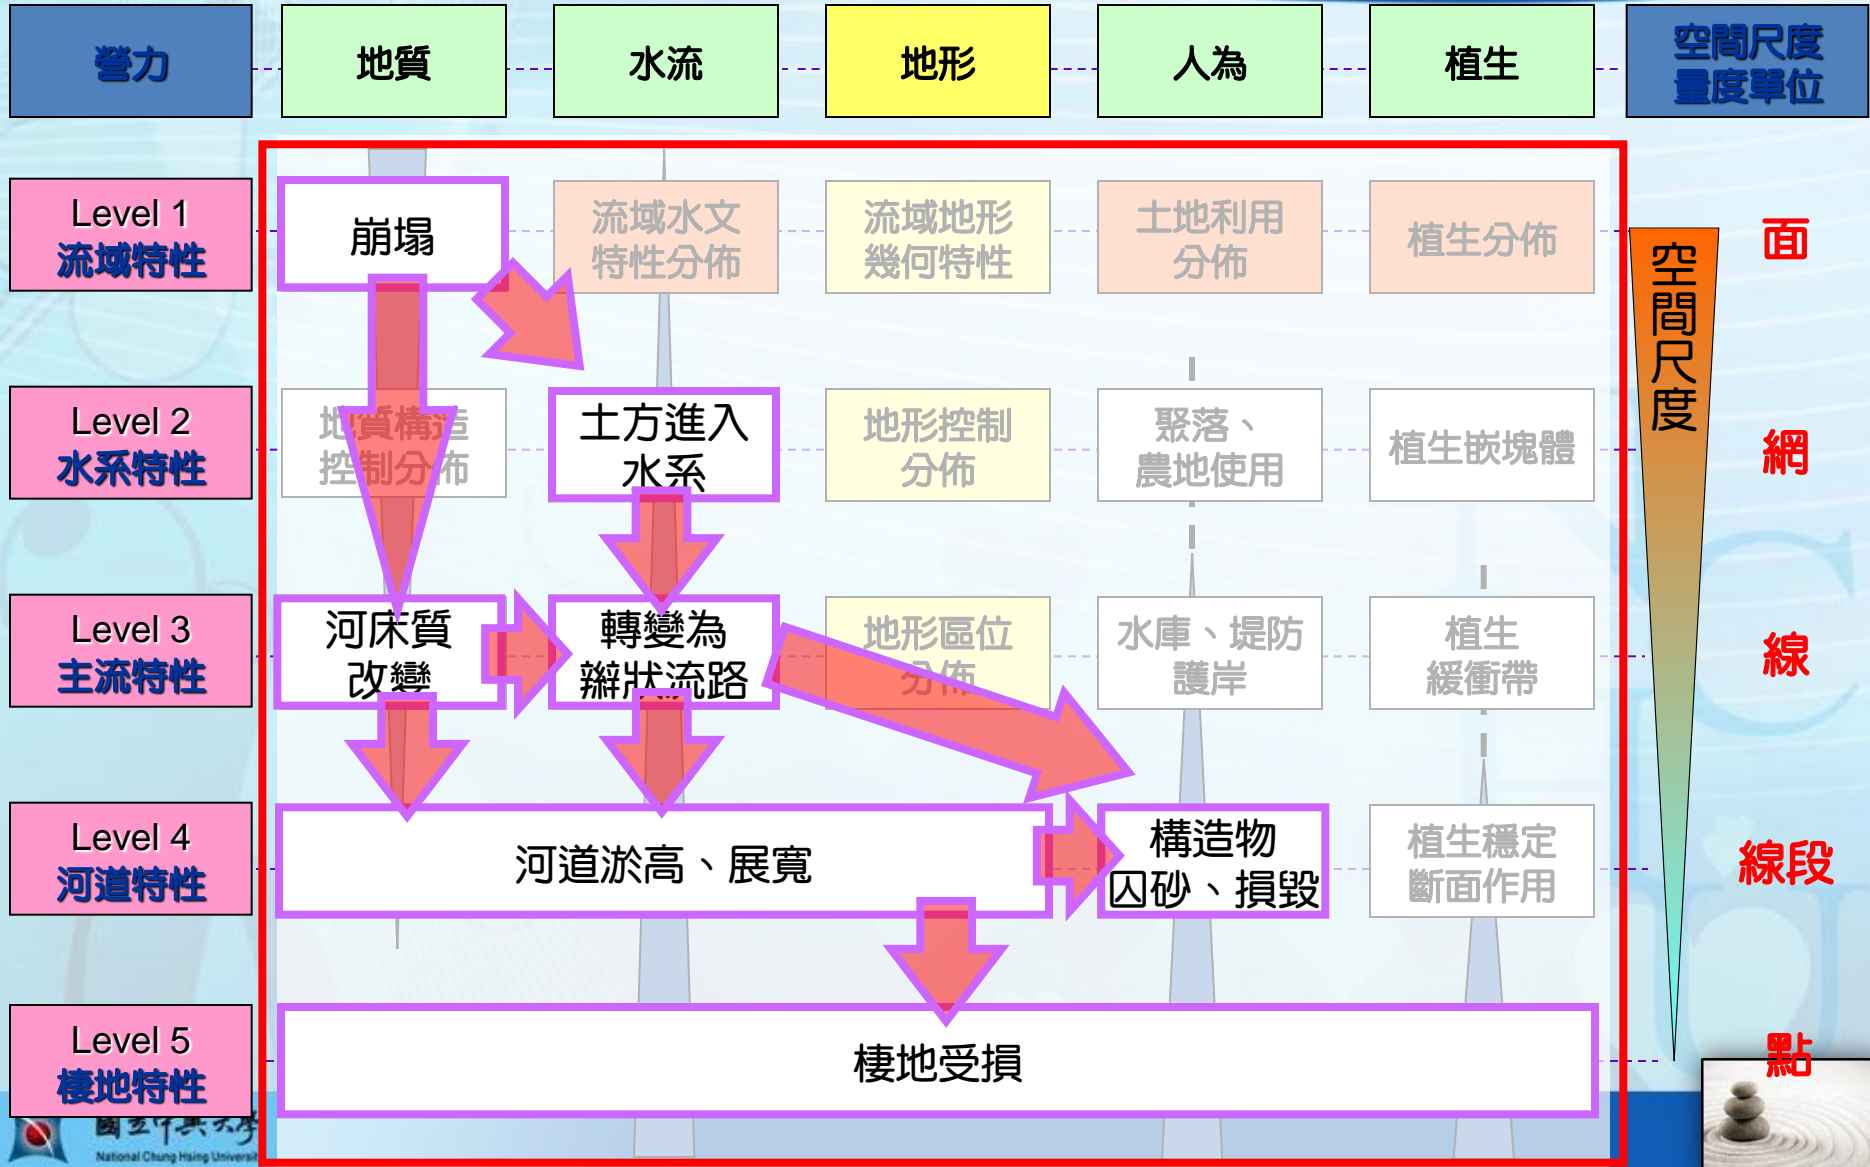 營力
地質
水流
地形
人為
植生
空間尺度
量度單位
Level 1
流域特性
崩塌
流域水文
特性分佈
流域地形
幾何特性
土地利用
分佈
植生分佈
面
空間尺度
Level 2
水系特性
地質構造
控制分佈
土方進入
水系
地形控制
分佈
聚落、
農地使用
植生嵌塊體
網
Level 3
主流特性
河床質
改變
轉變為
辮狀流路
地形區位
分佈
水庫、堤防
護岸
植生
緩衝帶
線
Level 4
河道特性
河道淤高、展寬
構造物
囚砂、損毀
植生穩定
斷面作用
線段
Level 5
棲地特性
棲地受損
點
國立中興大學
National Chung Hsing Universit